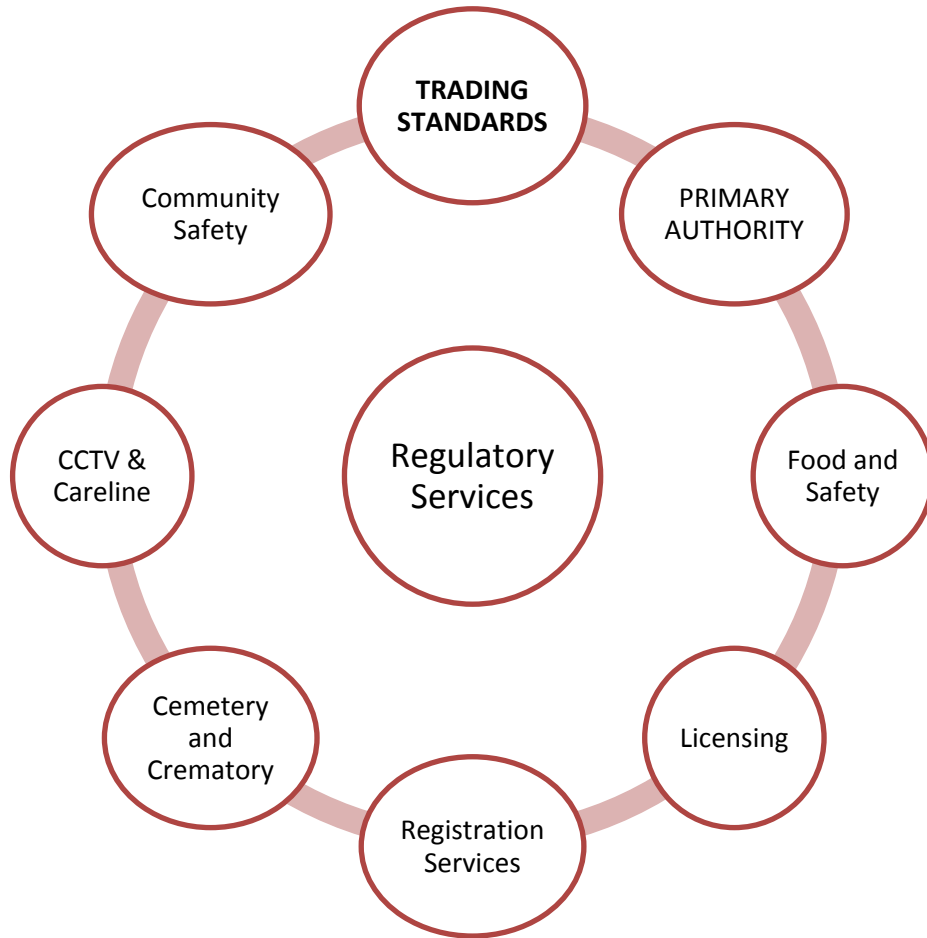 TRADING
STANDARDS
PRIMARY
AUTHORITY
Food and
Safety
Licensing
Registration
Services
Cemetery
and
Crematory
CCTV &
Careline
Community
Safety
Regulatory
Services